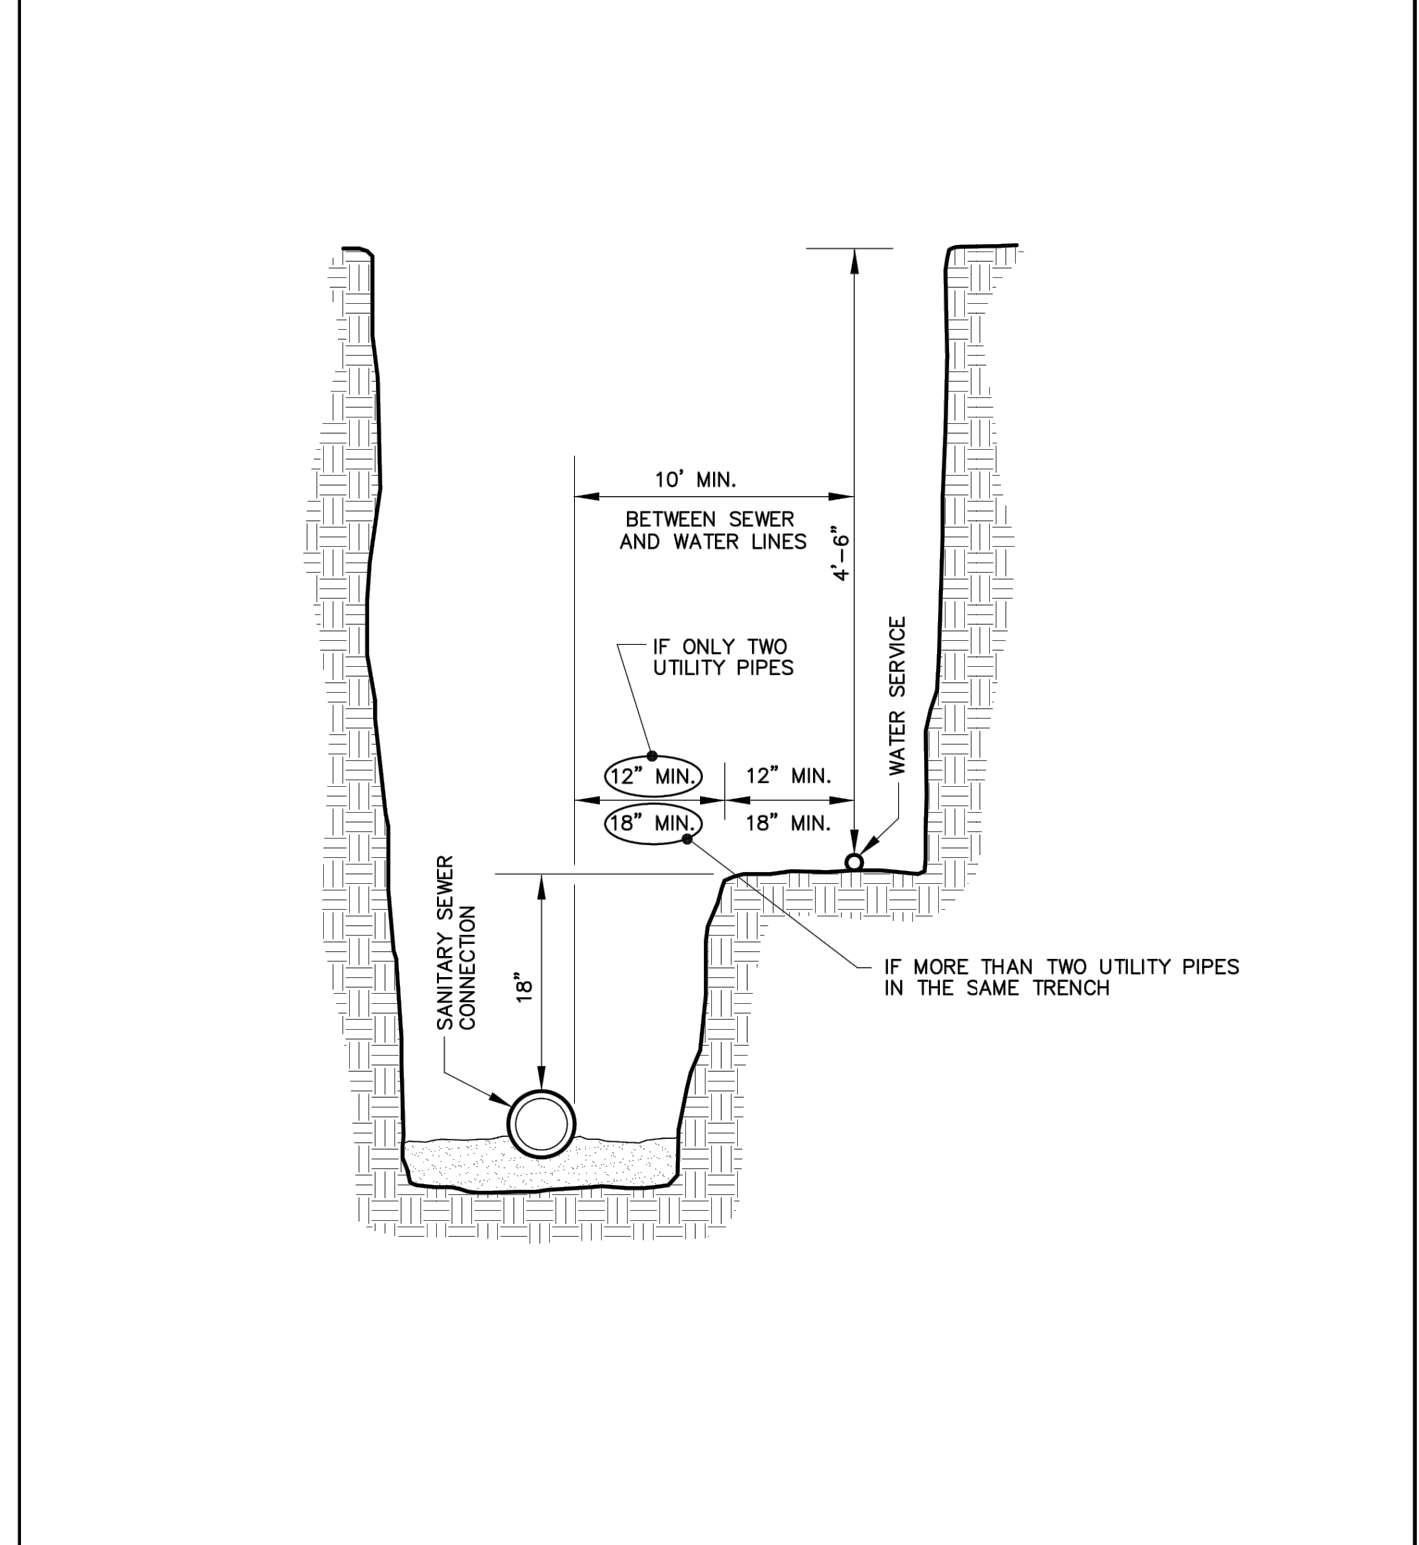 10' MIN.
BETWEEN SEWER
AND WATER LINES
4'-6"
IF ONLY TWO
UTILITY PIPES
WATER SERVICE
12" MIN. 12" MIN.
18" MIN. 18" MIN.
SANITARY SEWER
CONNECTION
18"
IF MORE THAN TWO UTILITY PIPES
IN THE SAME TRENCH